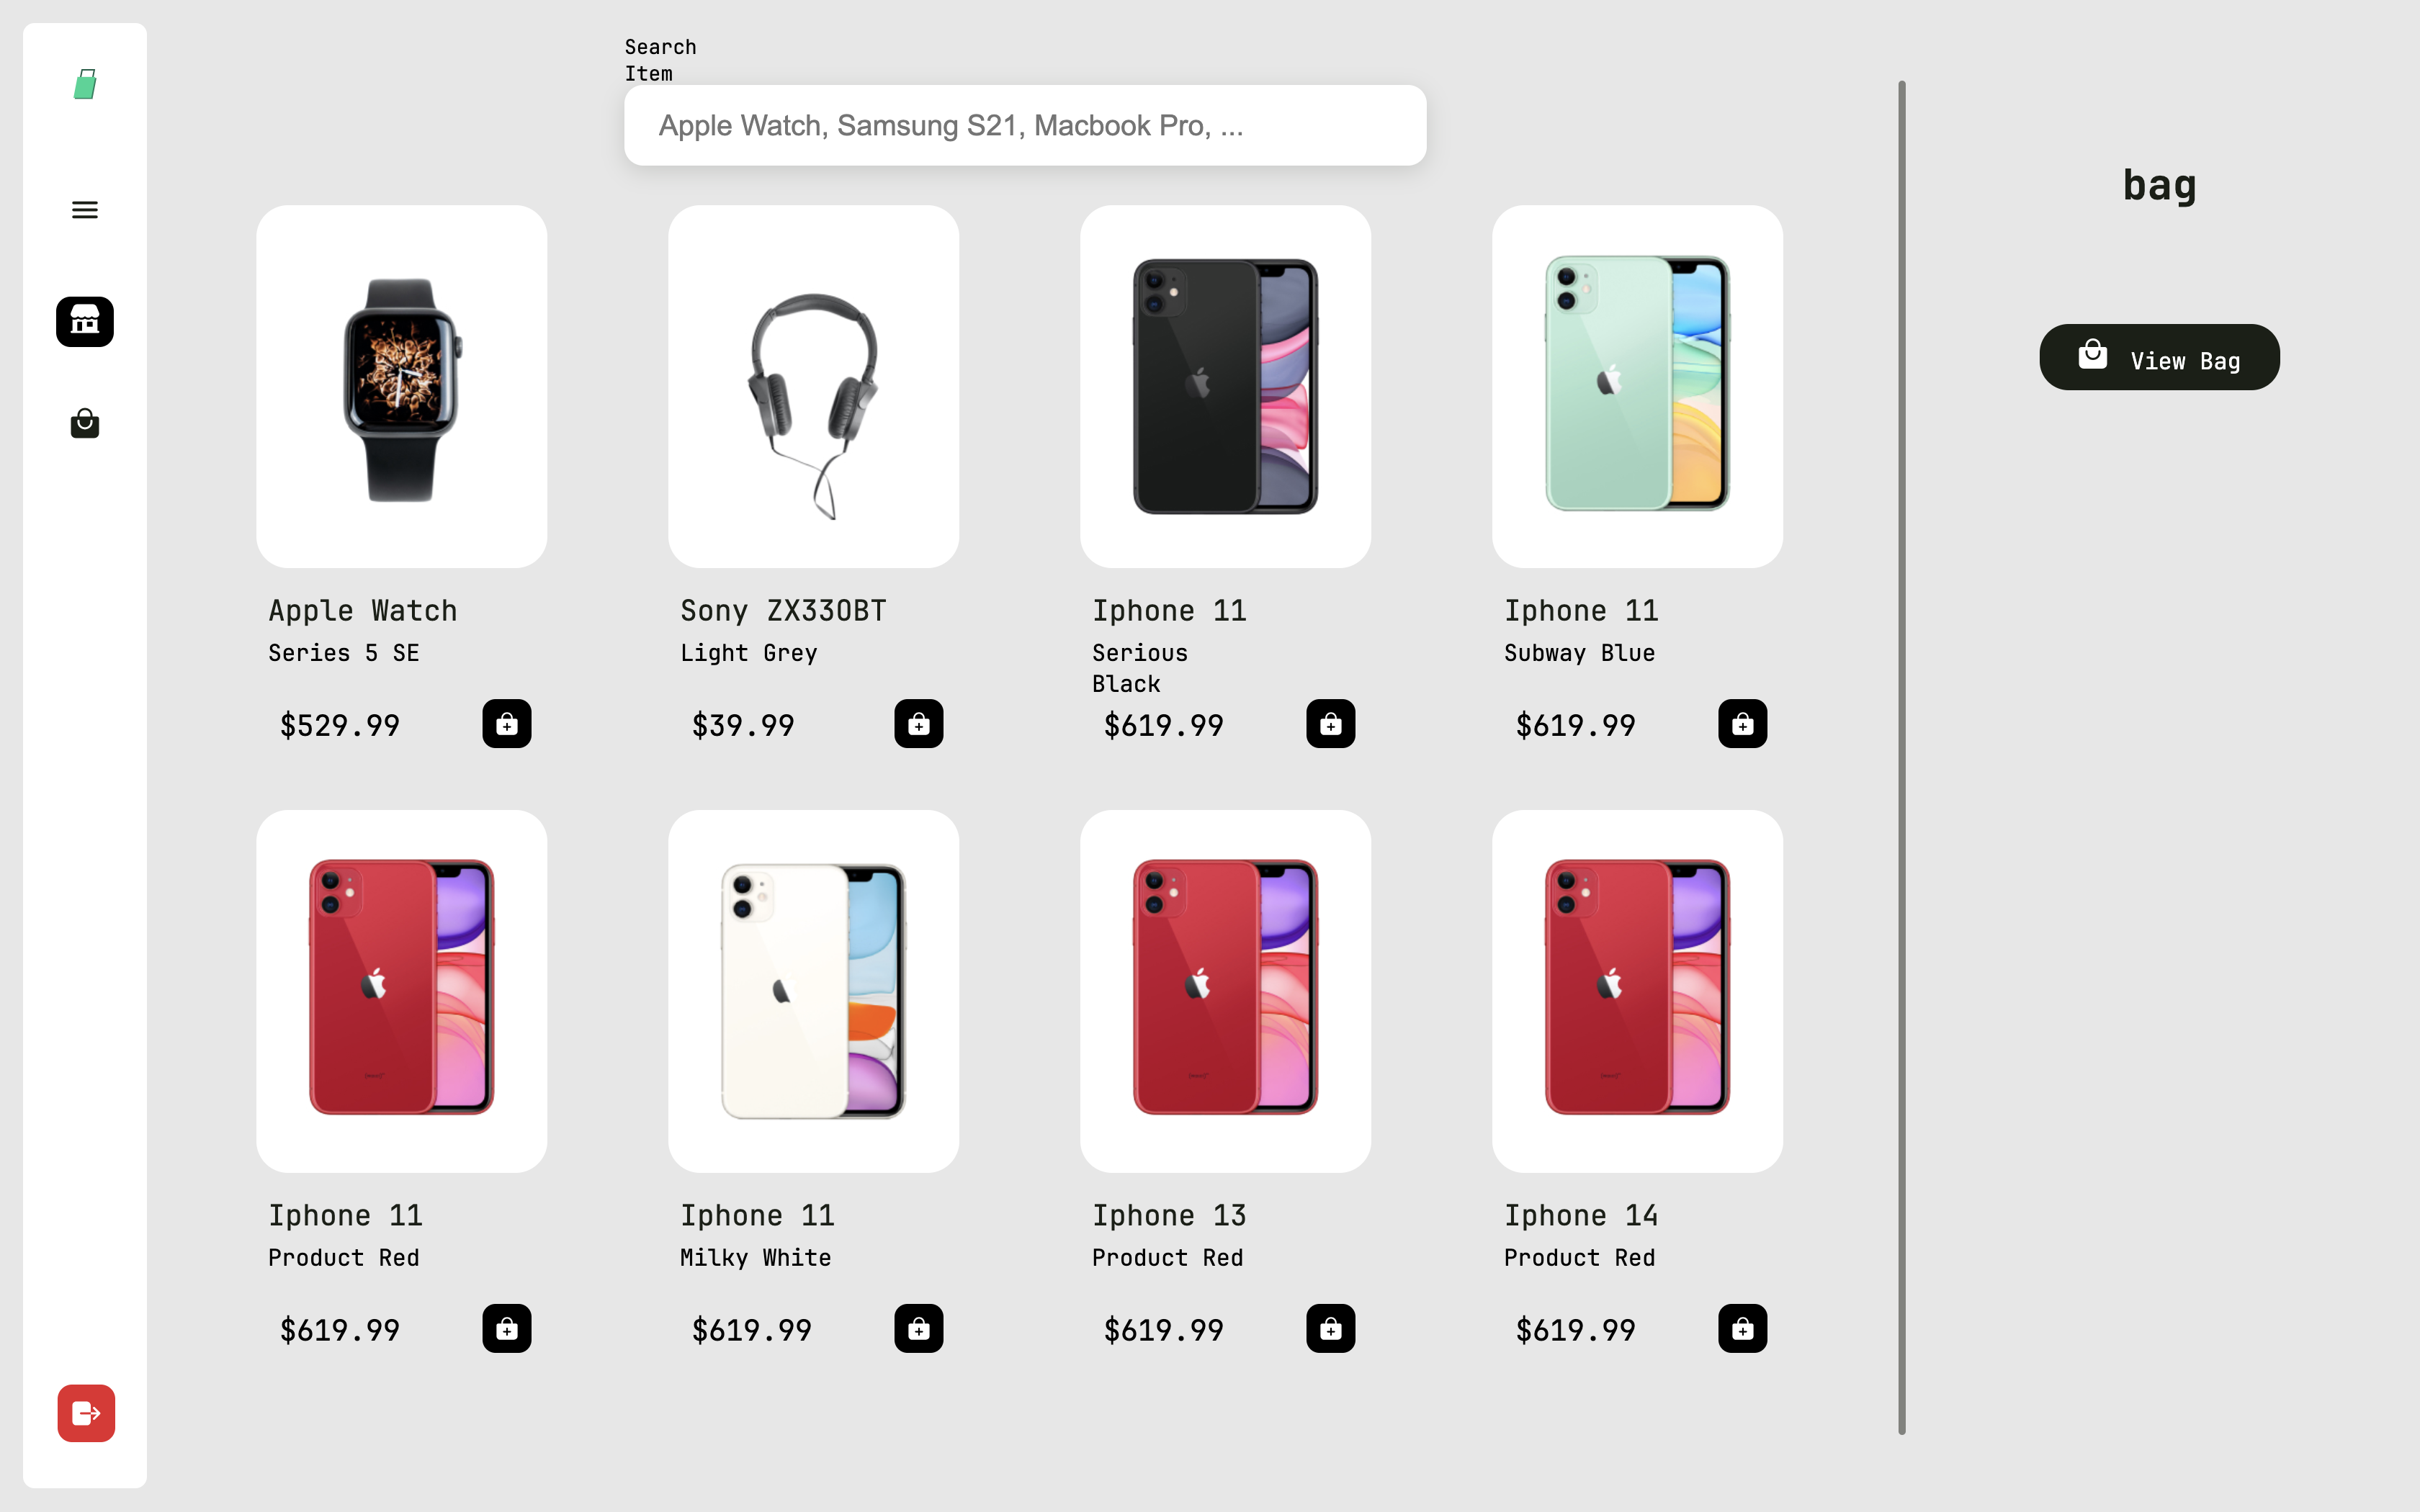 Search
Item
Apple Watch, Samsung S21, Macbook Pro, ...
bag
View Bag
Apple Watch
Series 5 SE
$529.99
Sony ZX33OBT
Light Grey
$39.99
Iphone 11
Serious
Black
$619.99
Iphone 11
Subway Blue
$619.99
Iphone 11
Product Red
$619.99
Iphone 11
Milky White
$619.99
Iphone 13
Product Red
$619.99
Iphone 14
Product Red
$619.99